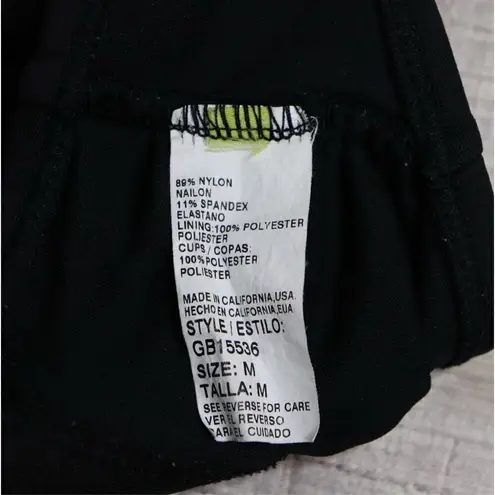 89% NYLON
NAILON
11% SPANDEX
ELASTANO
LINING:100% POLYESTER
POLIESTER
CUPS / COPAS:
100% POLYESTER
POLIESTER
MADE IN CALIFORNIA,USA.
HECHO EN CALIFORNIA,EUA
STYLE / ESTILO:
GB15536
SIZE: M
TALLA: M
SEE REVERSE FOR CARE
VER EL REVERSO
PARA EL CUIDADO